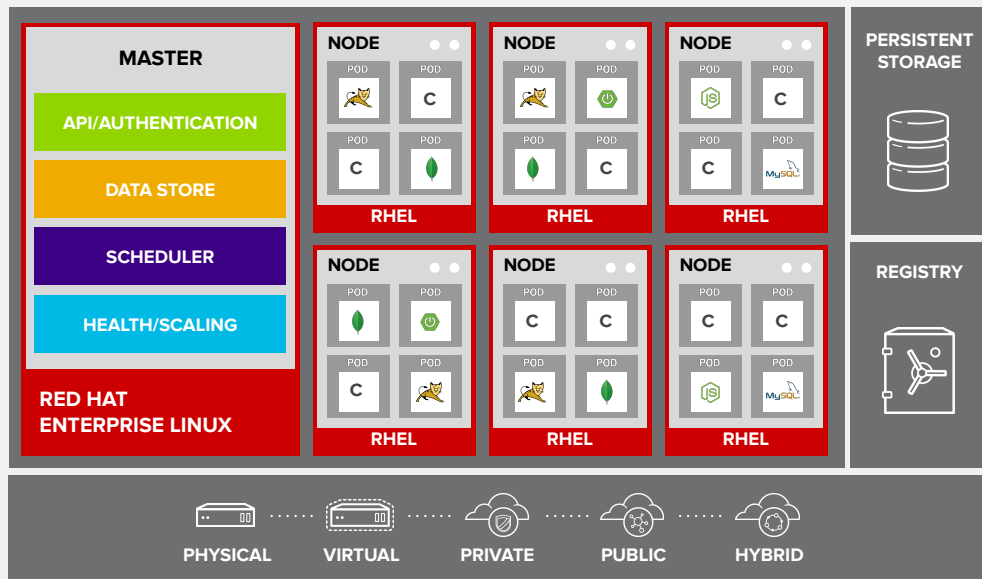 MASTER
API/AUTHENTICATION
DATA STORE
SCHEDULER
HEALTH/SCALING
RED HAT
ENTERPRISE LINUX
NODE
POD
POD
C
POD
POD
C
RHEL
NODE
POD
POD
POD
POD
C
RHEL
NODE
POD
POD
JS
C
POD
POD
C
MySQL
RHEL
NODE
POD
POD
POD
POD
C
RHEL
NODE
POD
POD
C
C
POD
POD
RHEL
NODE
POD
POD
C
C
POD
POD
JS
MySQL
RHEL
PERSISTENT
STORAGE
REGISTRY
PHYSICAL
VIRTUAL
PRIVATE
PUBLIC
HYBRID